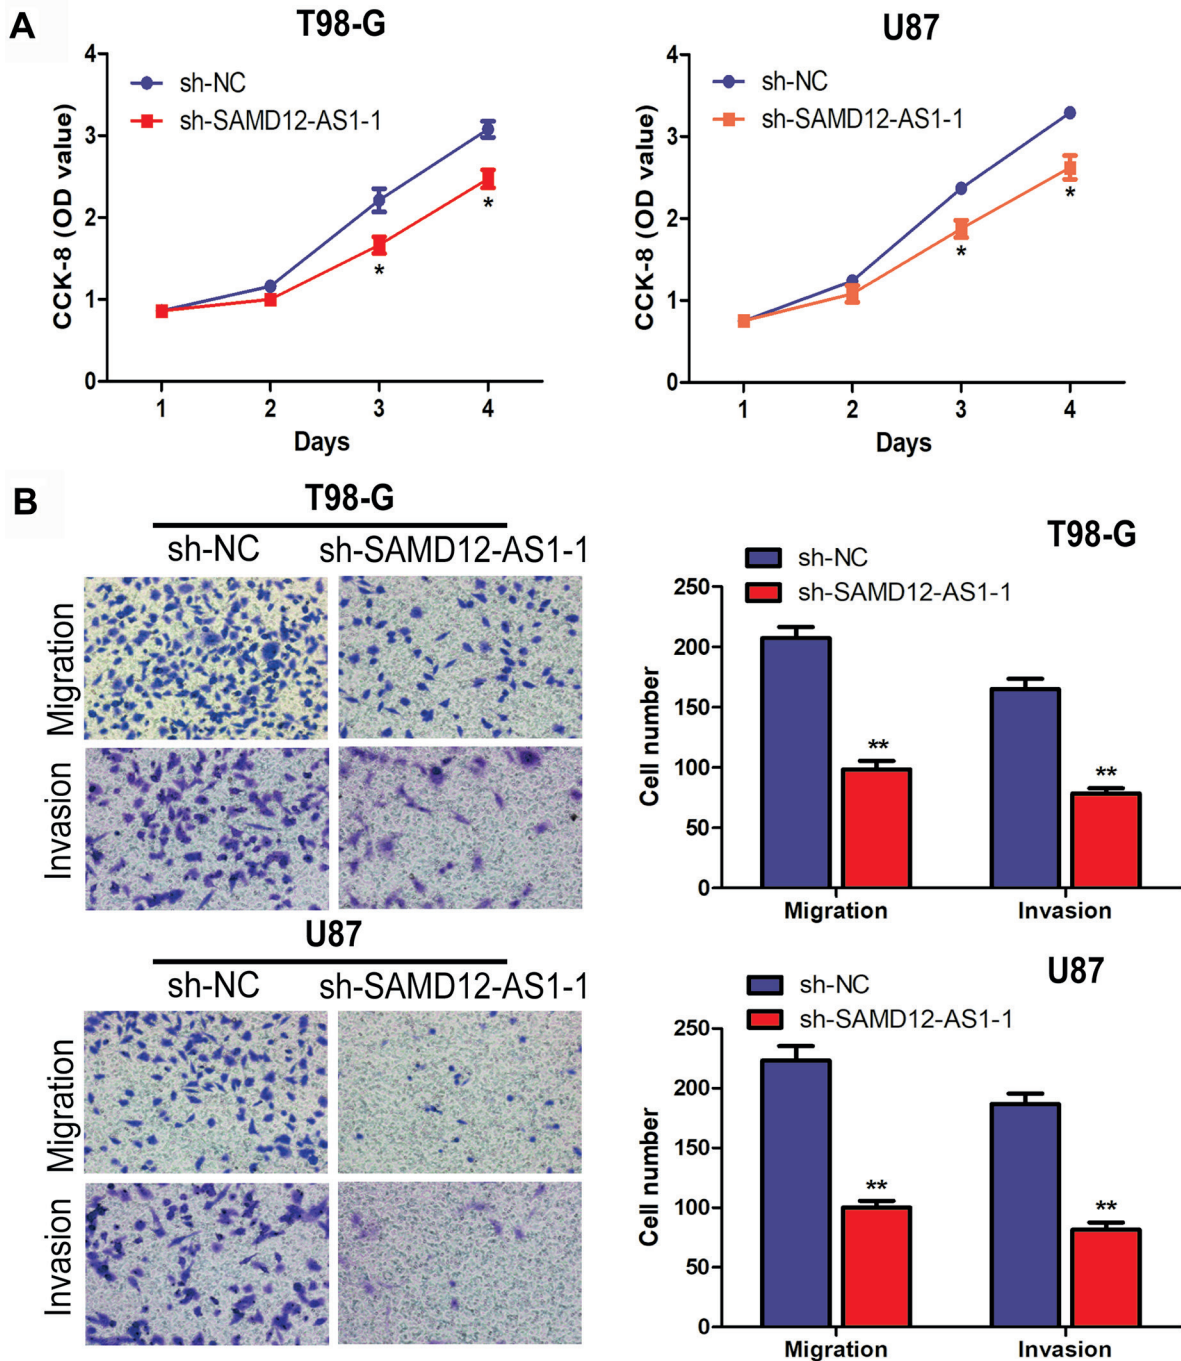 A
T98-G
sh-NC
sh-SAMD12-AS1-1
CCK-8 (OD value)
4
3
2
1
0
1 2 3 4
Days
U87
sh-NC
sh-SAMD12-AS1-1
CCK-8 (OD value)
4
3
2
1
0
1 2 3 4
Days
*
*
*
*
B
T98-G
sh-NC sh-SAMD12-AS1-1
Migration
Invasion
U87
sh-NC sh-SAMD12-AS1-1
Migration
Invasion
T98-G
sh-NC
sh-SAMD12-AS1-1
Cell number
250
200
150
100
50
0
**
**
Migration Invasion
U87
sh-NC
sh-SAMD12-AS1-1
Cell number
250
200
150
100
50
0
**
**
Migration Invasion